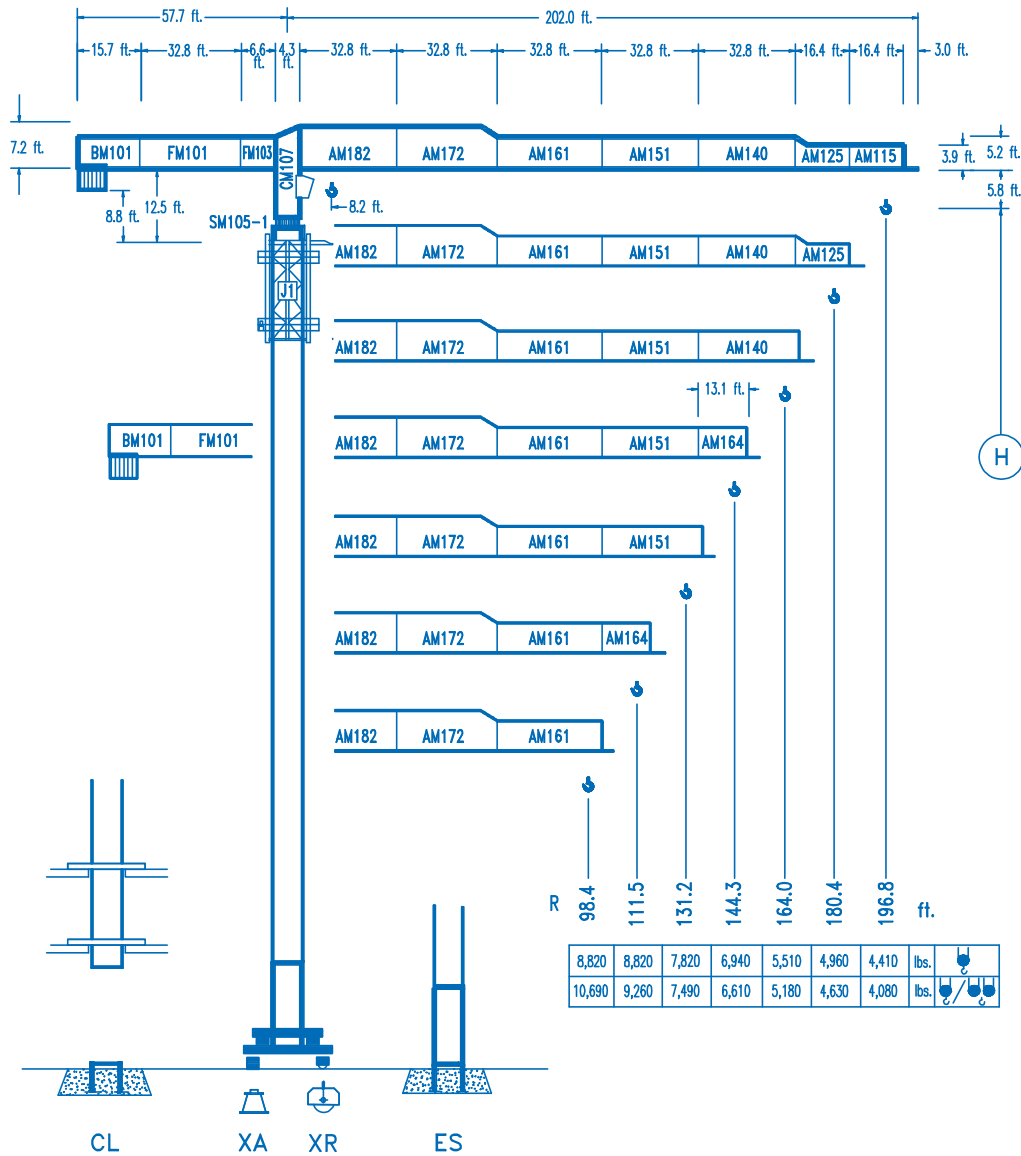 57.7 ft. 202.0 ft.
15.7 ft. 32.8 ft. 6.6 ft. 4.3 ft. 32.8 ft. 32.8 ft. 32.8 ft. 32.8 ft. 32.8 ft. 16.4 ft. 16.4 ft. 3.0 ft.
7.2 ft. BM101 FM101 FM103 CM107 AM182 AM172 AM161 AM151 AM140 AM125 AM115 3.9 ft. 5.2 ft.
5.8 ft.
8.8 ft. 12.5 ft. 8.2 ft.
SM105-1
AM182 AM172 AM161 AM151 AM140 AM125
J1
AM182 AM172 AM161 AM151 AM140
13.1 ft.
BM101 FM101 AM182 AM172 AM161 AM151 AM164
H
AM182 AM172 AM161 AM151
AM182 AM172 AM161 AM164
AM182 AM172 AM161
R 98.4 111.5 131.2 144.3 164.0 180.4 196.8 ft.
8,820 8,820 7,820 6,940 5,510 4,960 4,410 lbs.
10,690 9,260 7,490 6,610 5,180 4,630 4,080 lbs.
CL XA XR ES